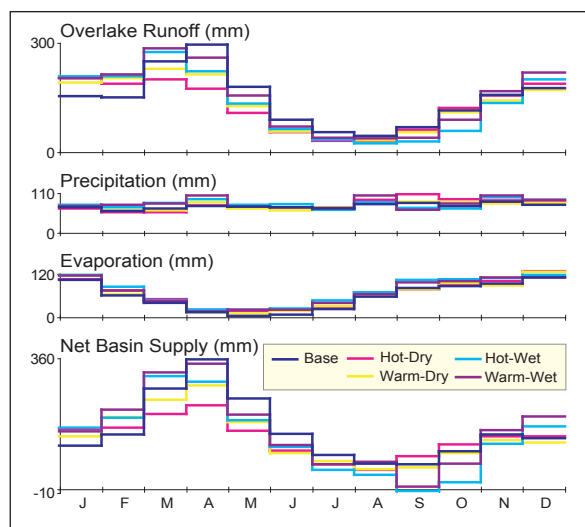 Overlake Runoff (mm)
300
0
Precipitation (mm)
110
0
Evaporation (mm)
120
0
Net Basin Supply (mm)
360
Base Hot-Dry Hot-Wet
Warm-Dry Warm-Wet
-10
J F M A M J J A S O N D